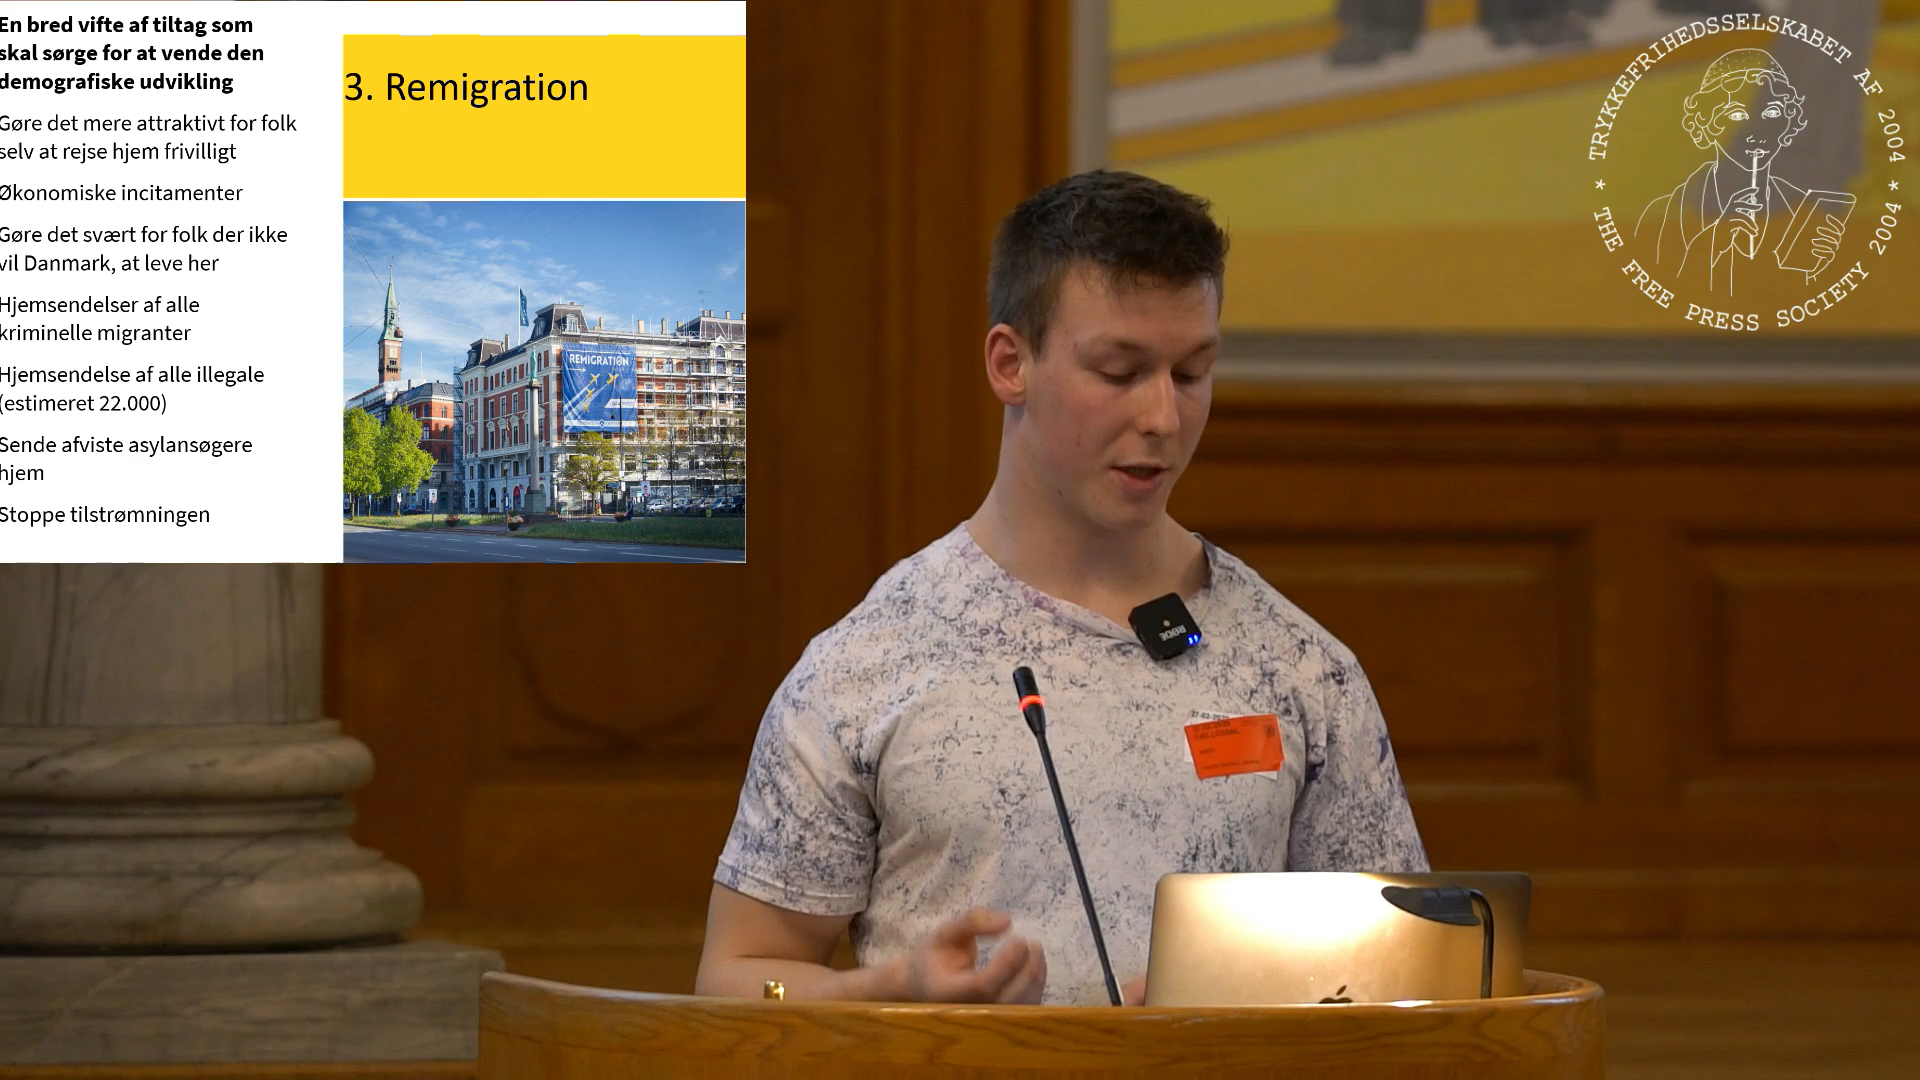 En bred vifte af tiltag som
skal sørge for at vende den
demografiske udvikling
Gøre det mere attraktivt for folk
selv at rejse hjem frivilligt
Økonomiske incitamenter
Gøre det svært for folk der ikke
vil Danmark, at leve her
Hjemsendelser af alle
kriminelle migranter
Hjemsendelse af alle illegale
(estimeret 22.000)
Sende afviste asylansøgere
hjem
Stoppe tilstrømningen
3. Remigration
REMIGRATION
* TRYKKEFRIHEDSSELSKABET AF 2004 *
THE FREE PRESS SOCIETY 2004
RØDE